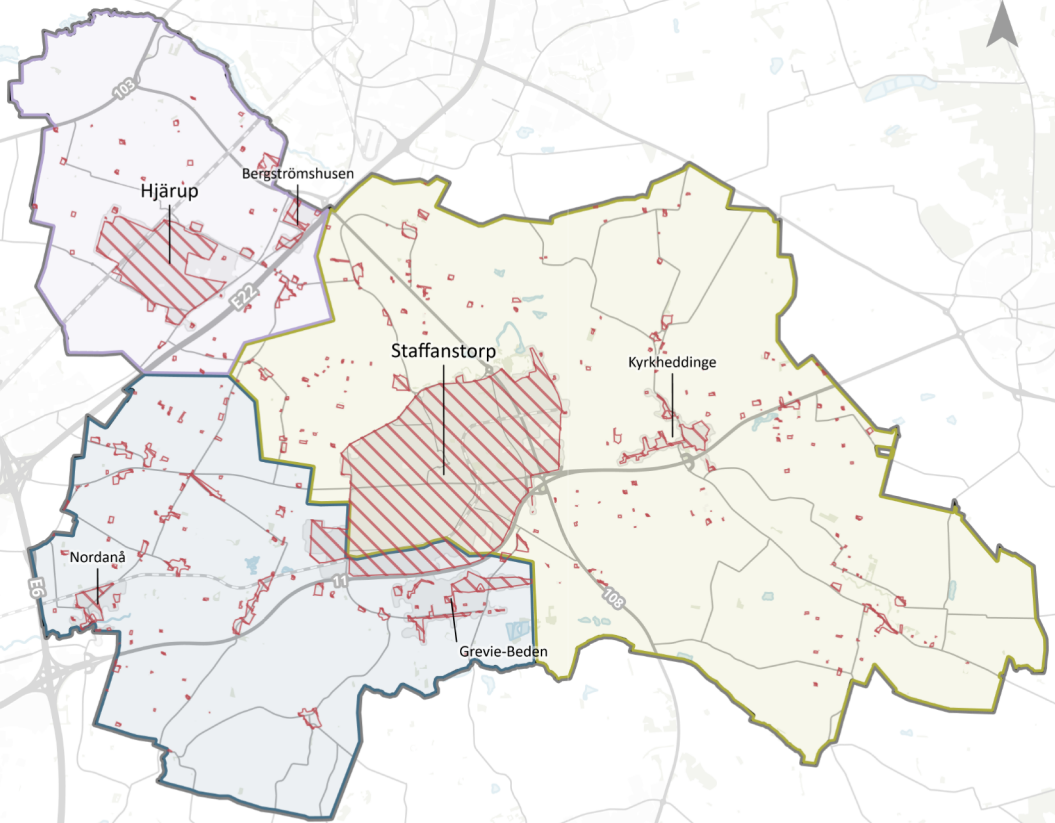 103
Bergströmshusen
Hjärup
E22
Staffanstorp
Kyrkheddinge
Nordanå
E6
11
108
Grevie-Beden